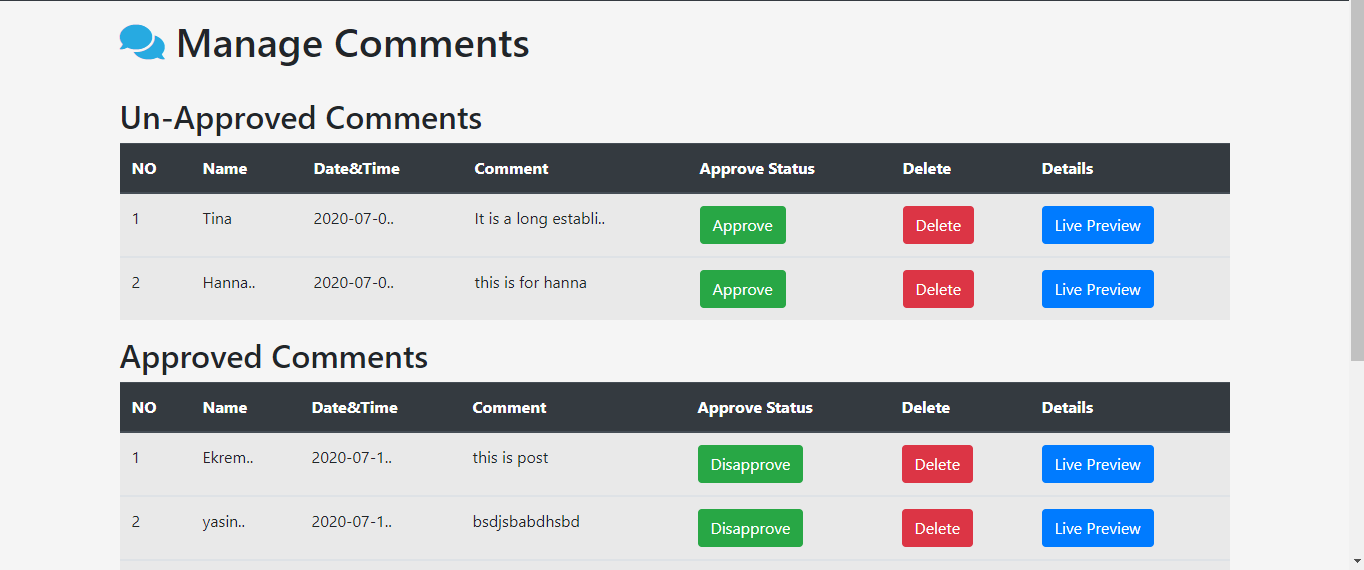 Manage Comments
Un-Approved Comments
NO Name Date&Time Comment Approve Status Delete Details
1 Tina 2020-07-0.. It is a long establi.. Approve Delete Live Preview
2 Hanna.. 2020-07-0.. this is for hanna Approve Delete Live Preview
Approved Comments
NO Name Date&Time Comment Approve Status Delete Details
1 Ekrem.. 2020-07-1.. this is post Disapprove Delete Live Preview
2 yasin.. 2020-07-1.. bsdjsbabdhsbd Disapprove Delete Live Preview